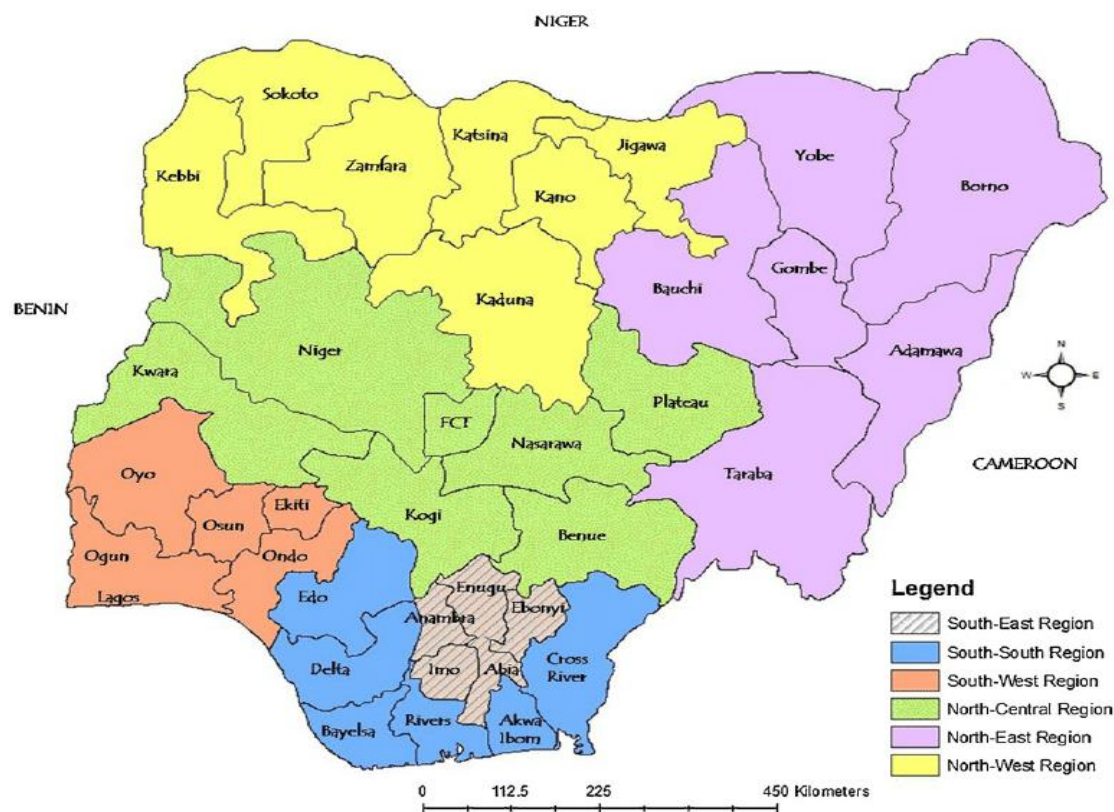 NIGER
Sokoto
Katsina
Jigawa
Zamfara
Yobe
Kebbi
Kano
Borno
Gombe
Bauchi
BENIN
Kaduna
Niger
Adamawa
N
W E
S
Kwara
Plateau
FCT
Nasarawa
CAMEROON
Oyo
Taraba
Ekiti
Osun
Kogi
Benue
Ogun
Ondo
Lagos
Edo
Enugu
Ebonyi
Anambra
Delta
Imo
Abia
Cross
River
Bayelsa
Rivers
Akwa
Ibom
Legend
South-East Region
South-South Region
South-West Region
North-Central Region
North-East Region
North-West Region
0 112.5 225 450 Kilometers